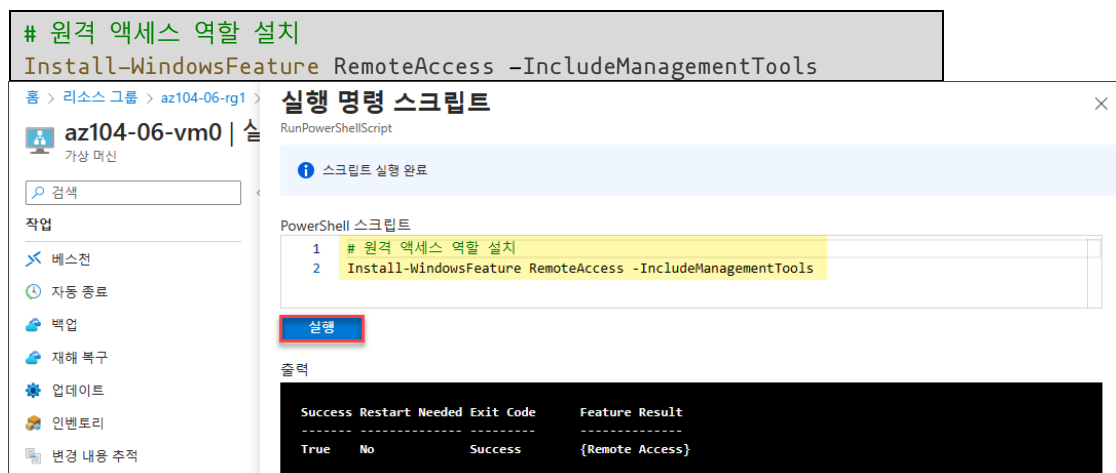 # 원격 액세스 역할 설치
Install-WindowsFeature RemoteAccess -IncludeManagementTools
홈 > 리소스 그룹 > az104-06-rg1 >
az104-06-vm0 | 실
가상 머신
검색
작업
베스천
자동 종료
백업
재해 복구
업데이트
인벤토리
변경 내용 추적
실행 명령 스크립트
RunPowerShellScript
스크립트 실행 완료
PowerShell 스크립트
1 # 원격 액세스 역할 설치
2 Install-WindowsFeature RemoteAccess -IncludeManagementTools
실행
출력
Success Restart Needed Exit Code Feature Result
------- -------------- --------- --------------
True No Success {Remote Access}